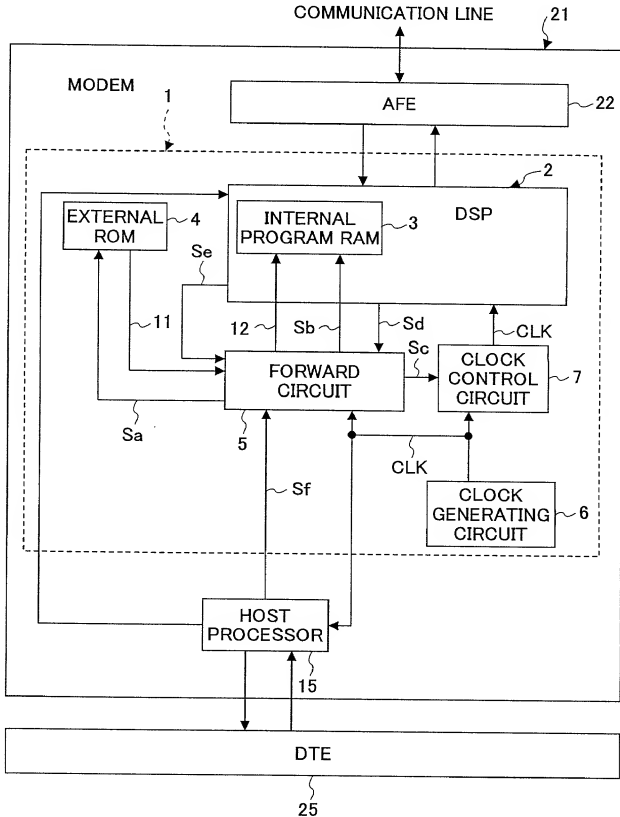 COMMUNICATION LINE
21
MODEM
AFE
22
1
2
DSP
EXTERNAL
ROM
4
INTERNAL
PROGRAM RAM
3
Se
11
12
Sb
Sd
CLK
Sc
FORWARD
CIRCUIT
5
CLOCK
CONTROL
CIRCUIT
7
Sa
CLK
Sf
CLOCK
GENERATING
CIRCUIT
6
HOST
PROCESSOR
15
DTE
25